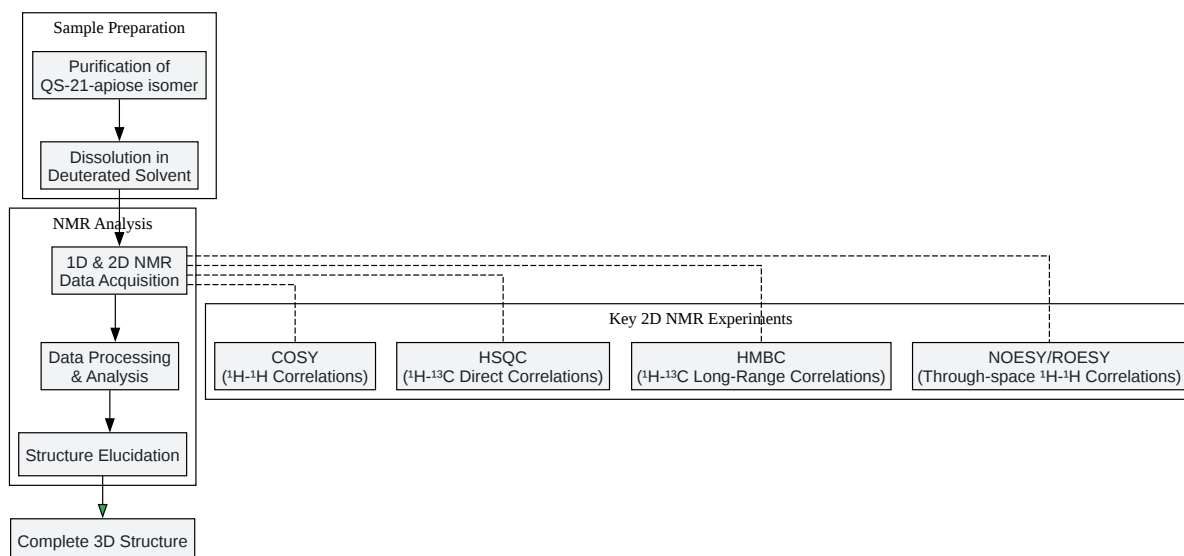 Sample Preparation
Purification of
QS-21-apiose isomer
Dissolution in
Deuterated Solvent
NMR Analysis
1D & 2D NMR
Data Acquisition
Key 2D NMR Experiments
COSY
(¹H-¹H Correlations)
HSQC
(¹H-¹³C Direct Correlations)
HMBC
(¹H-¹³C Long-Range Correlations)
NOESY/ROESY
(Through-space ¹H-¹H Correlations)
Data Processing
& Analysis
Structure Elucidation
Complete 3D Structure